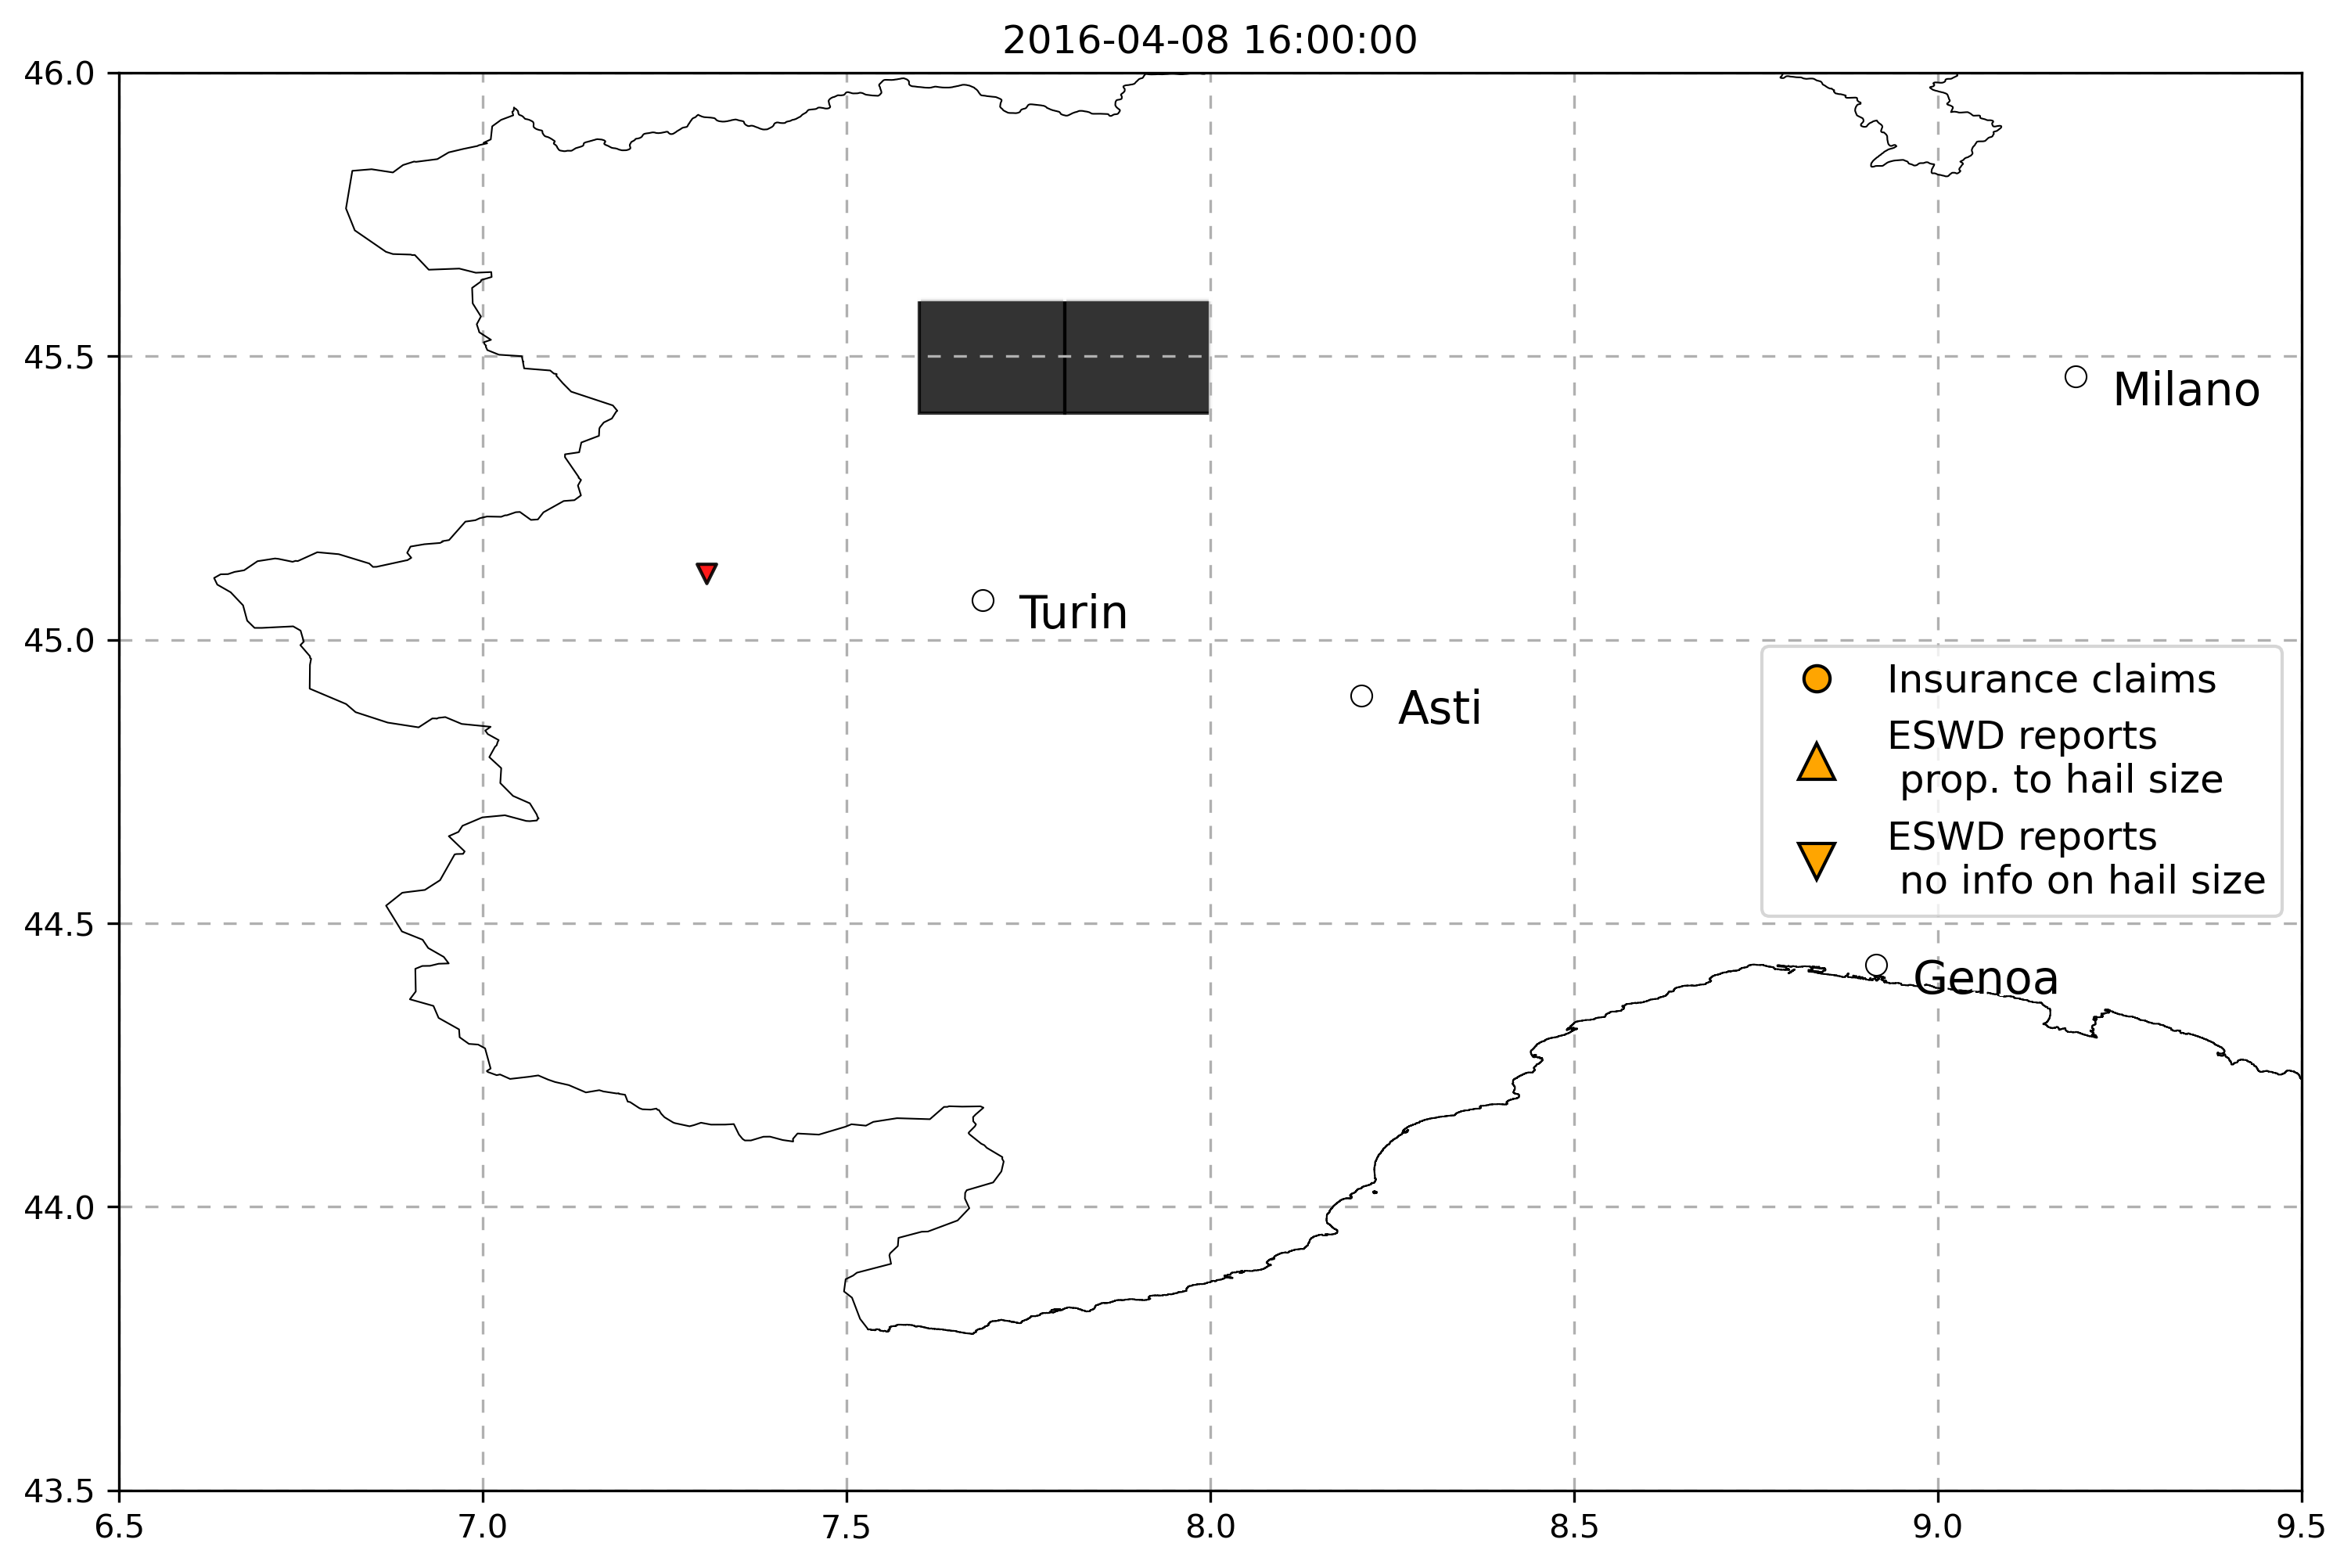 2016-04-08 16:00:00
46.0
45.5
45.0
44.5
44.0
43.5
6.5
7.0
7.5
8.0
8.5
9.0
9.5
Milano
Turin
Asti
Genoa
Insurance claims
ESWD reports
prop. to hail size
ESWD reports
no info on hail size